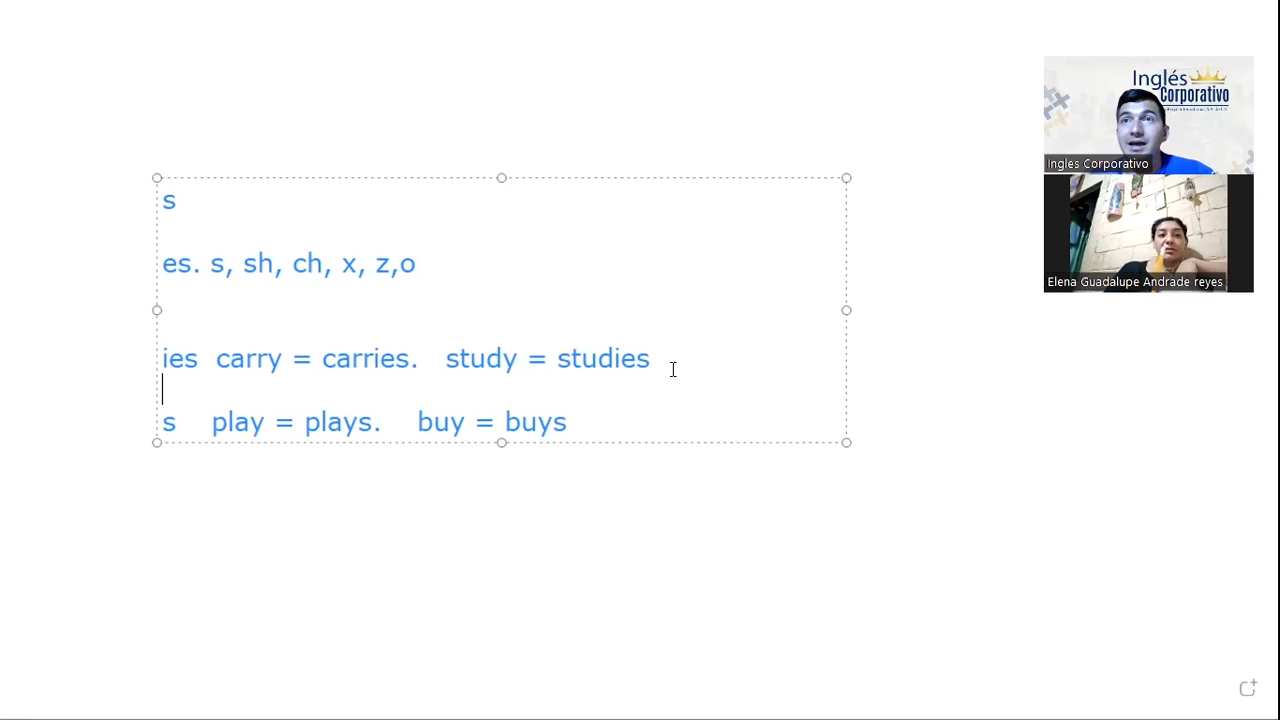 s
es. s, sh, ch, x, z,o
ies carry = carries. study = studies
s play = plays. buy = buys
Inglés
Corporativo
Ingles Corporativo
Elena Guadalupe Andrade reyes